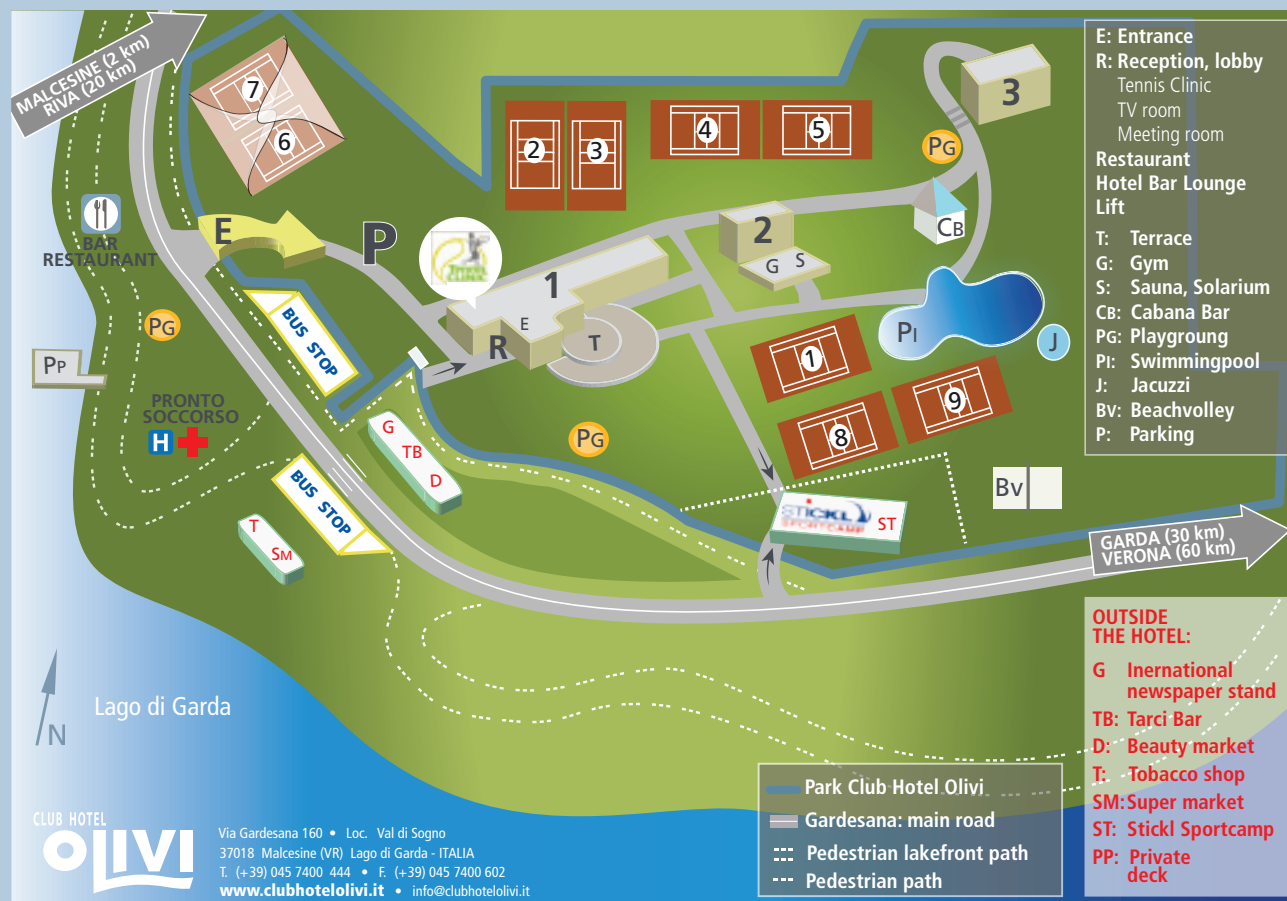 MALCESINE (2 km)
RIVA (20 km)
7
6
2
3
4
5
3
PG
E
P
BAR
RESTAURANT
1
E
R
T
2
G S
CB
PI
J
PG
PP
BUS STOP
PRONTO
SOCCORSO
H
G
TB
D
PG
1
8
9
BV
BUS STOP
T
SM
STICKL
SPORTCAMP
ST
GARDA (30 km)
VERONA (60 km)
E: Entrance
R: Reception, lobby
Tennis Clinic
TV room
Meeting room
Restaurant
Hotel Bar Lounge
Lift
T: Terrace
G: Gym
S: Sauna, Solarium
CB: Cabana Bar
PG: Playgroung
PI: Swimmingpool
J: Jacuzzi
BV: Beachvolley
P: Parking
OUTSIDE
THE HOTEL:
G Inernational
newspaper stand
TB: Tarci Bar
D: Beauty market
T: Tobacco shop
SM: Super market
ST: Stickl Sportcamp
PP: Private
deck
N
Lago di Garda
Park Club Hotel Olivi
Gardesana: main road
Pedestrian lakefront path
Pedestrian path
CLUB HOTEL
OLIVI
Via Gardesana 160 • Loc. Val di Sogno
37018 Malcesine (VR) Lago di Garda - ITALIA
T. (+39) 045 7400 444 • F. (+39) 045 7400 602
www.clubhotelolivi.it • info@clubhotelolivi.it